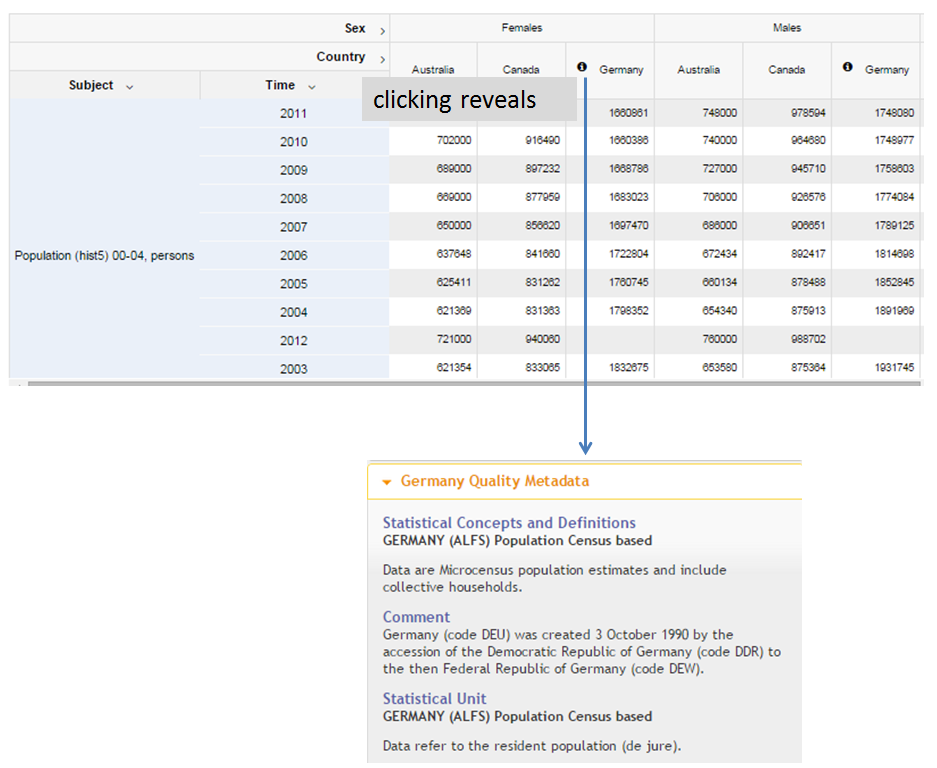 Sex
Females Males
Country
Australia Canada Germany Australia Canada Germany
Subject Time
clicking reveals
2011 1660861 748000 978594 1748080
2010 702000 916490 1660386 740000 964680 1748977
2009 689000 897232 1668786 727000 945710 1758603
2008 669000 877959 1683023 706000 926576 1774084
2007 650000 856620 1697470 686000 906651 1789125
Population (hist5) 00-04, persons 2006 637648 841660 1722804 672434 892417 1814698
2005 625411 831262 1760745 660134 878488 1852845
2004 621369 831363 1798352 654340 875913 1891969
2012 721000 940060 760000 988702
2003 621354 833065 1832675 653580 875364 1931745
Germany Quality Metadata
Statistical Concepts and Definitions
GERMANY (ALFS) Population Census based
Data are Microcensus population estimates and include
collective households.
Comment
Germany (code DEU) was created 3 October 1990 by the
accession of the Democratic Republic of Germany (code DDR) to
the then Federal Republic of Germany (code DEW).
Statistical Unit
GERMANY (ALFS) Population Census based
Data refer to the resident population (de jure).